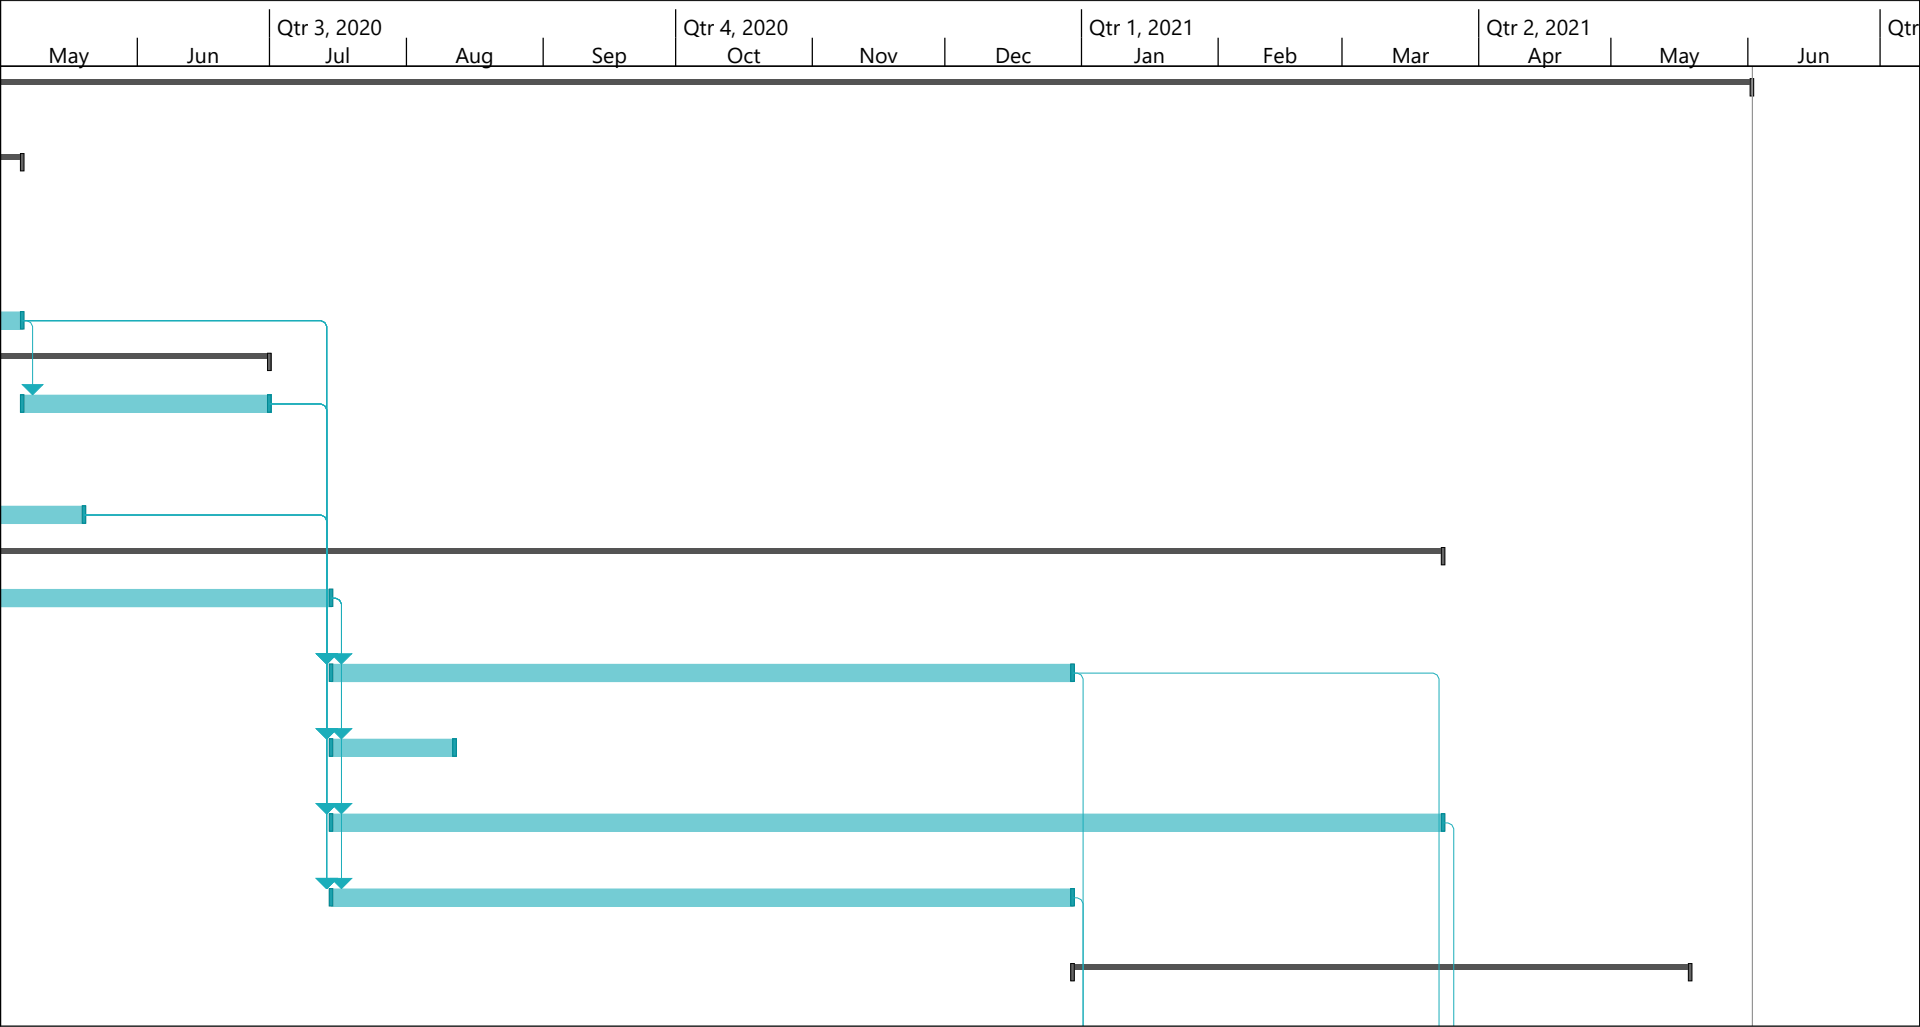 Qtr 3, 2020 Qtr 4, 2020 Qtr 1, 2021 Qtr 2, 2021 Qtr
May Jun Jul Aug Sep Oct Nov Dec Jan Feb Mar Apr May Jun